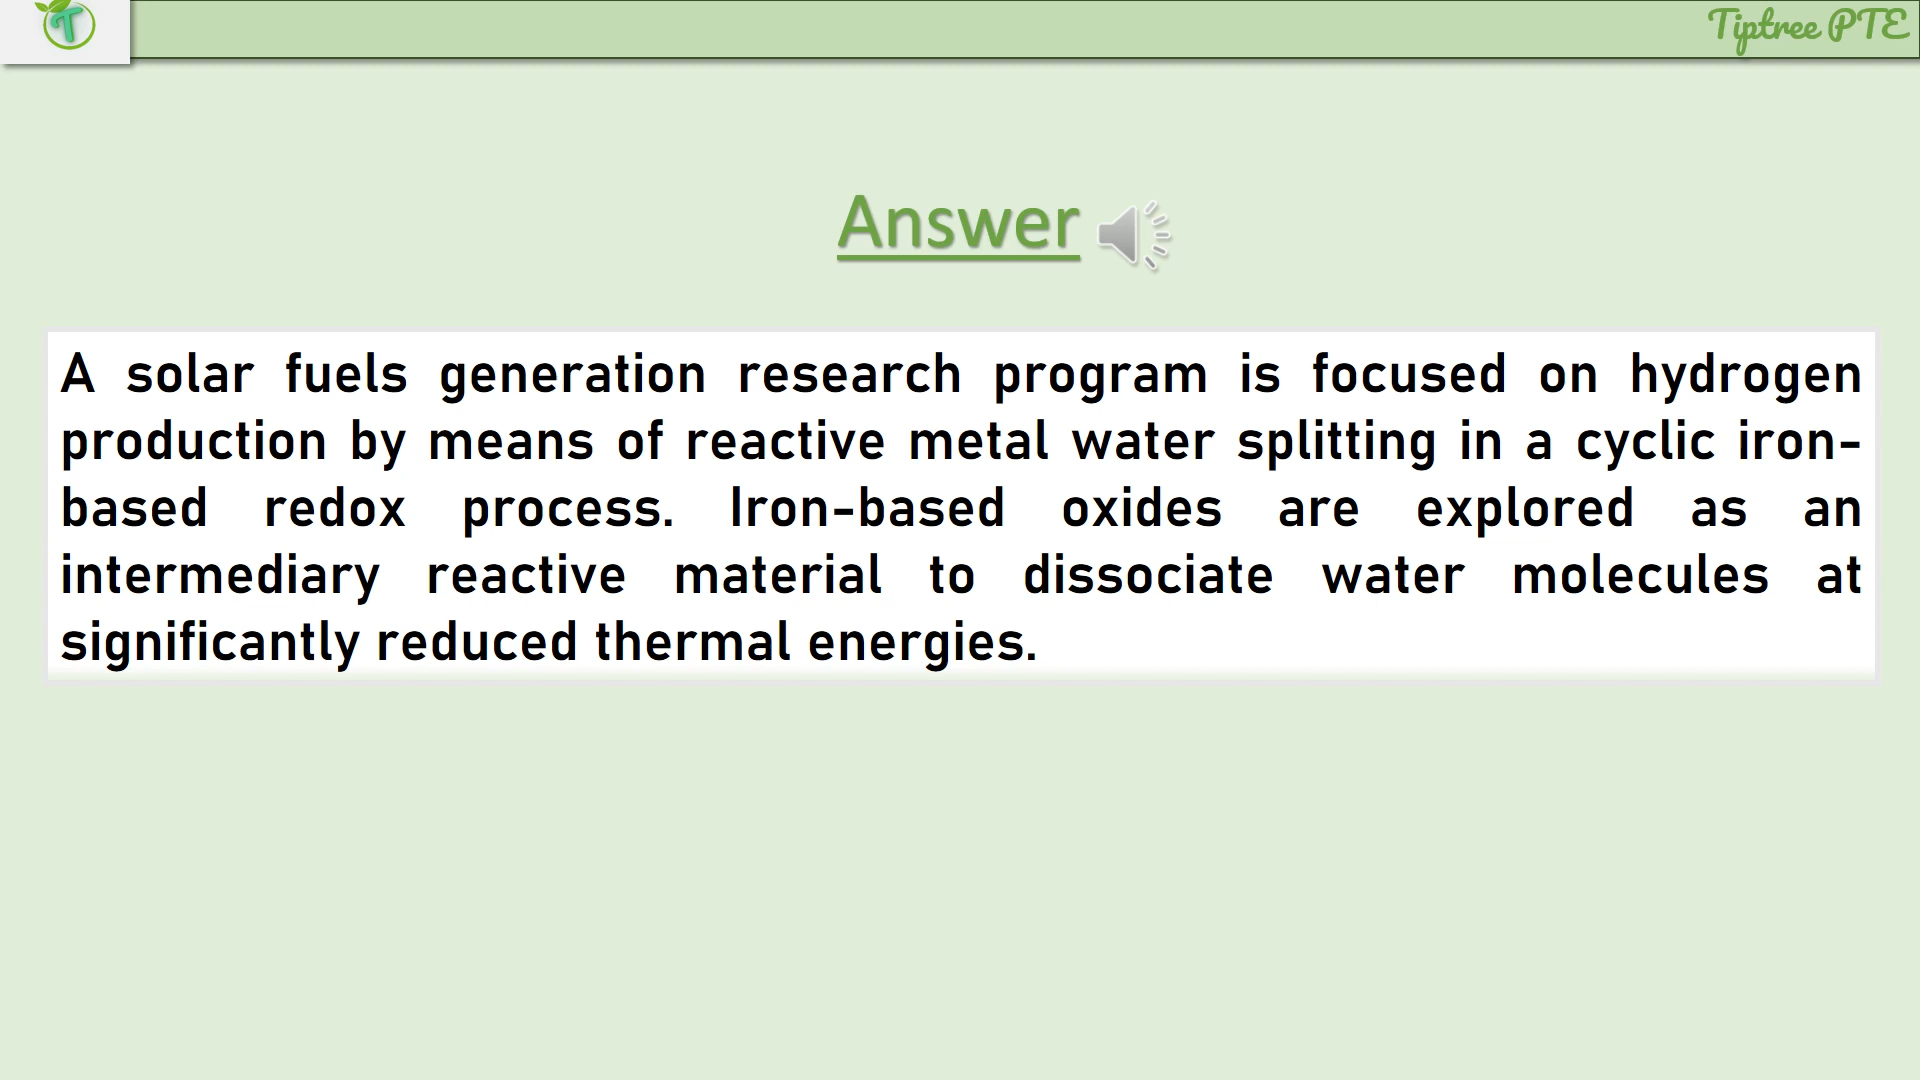 T
Tiptree PTE
Answer
A solar fuels generation research program is focused on hydrogen
production by means of reactive metal water splitting in a cyclic iron-
based redox process. Iron-based oxides are explored as an
intermediary reactive material to dissociate water molecules at
significantly reduced thermal energies.